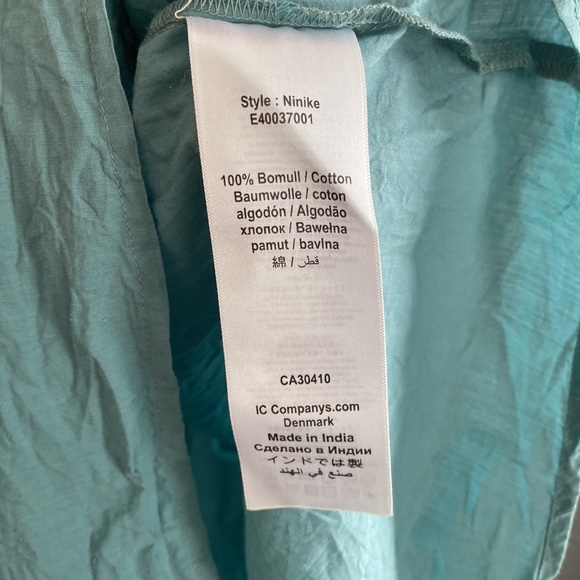 Style : Ninike
E40037001
100% Bomull / Cotton
Baumwolle / coton
algodón / Algodão
хлопок / Bawełna
pamut / bavlna
綿 / قطن
CA30410
IC Companys.com
Denmark
Made in India
Сделано в Индии
インドでは製
صنع في الهند